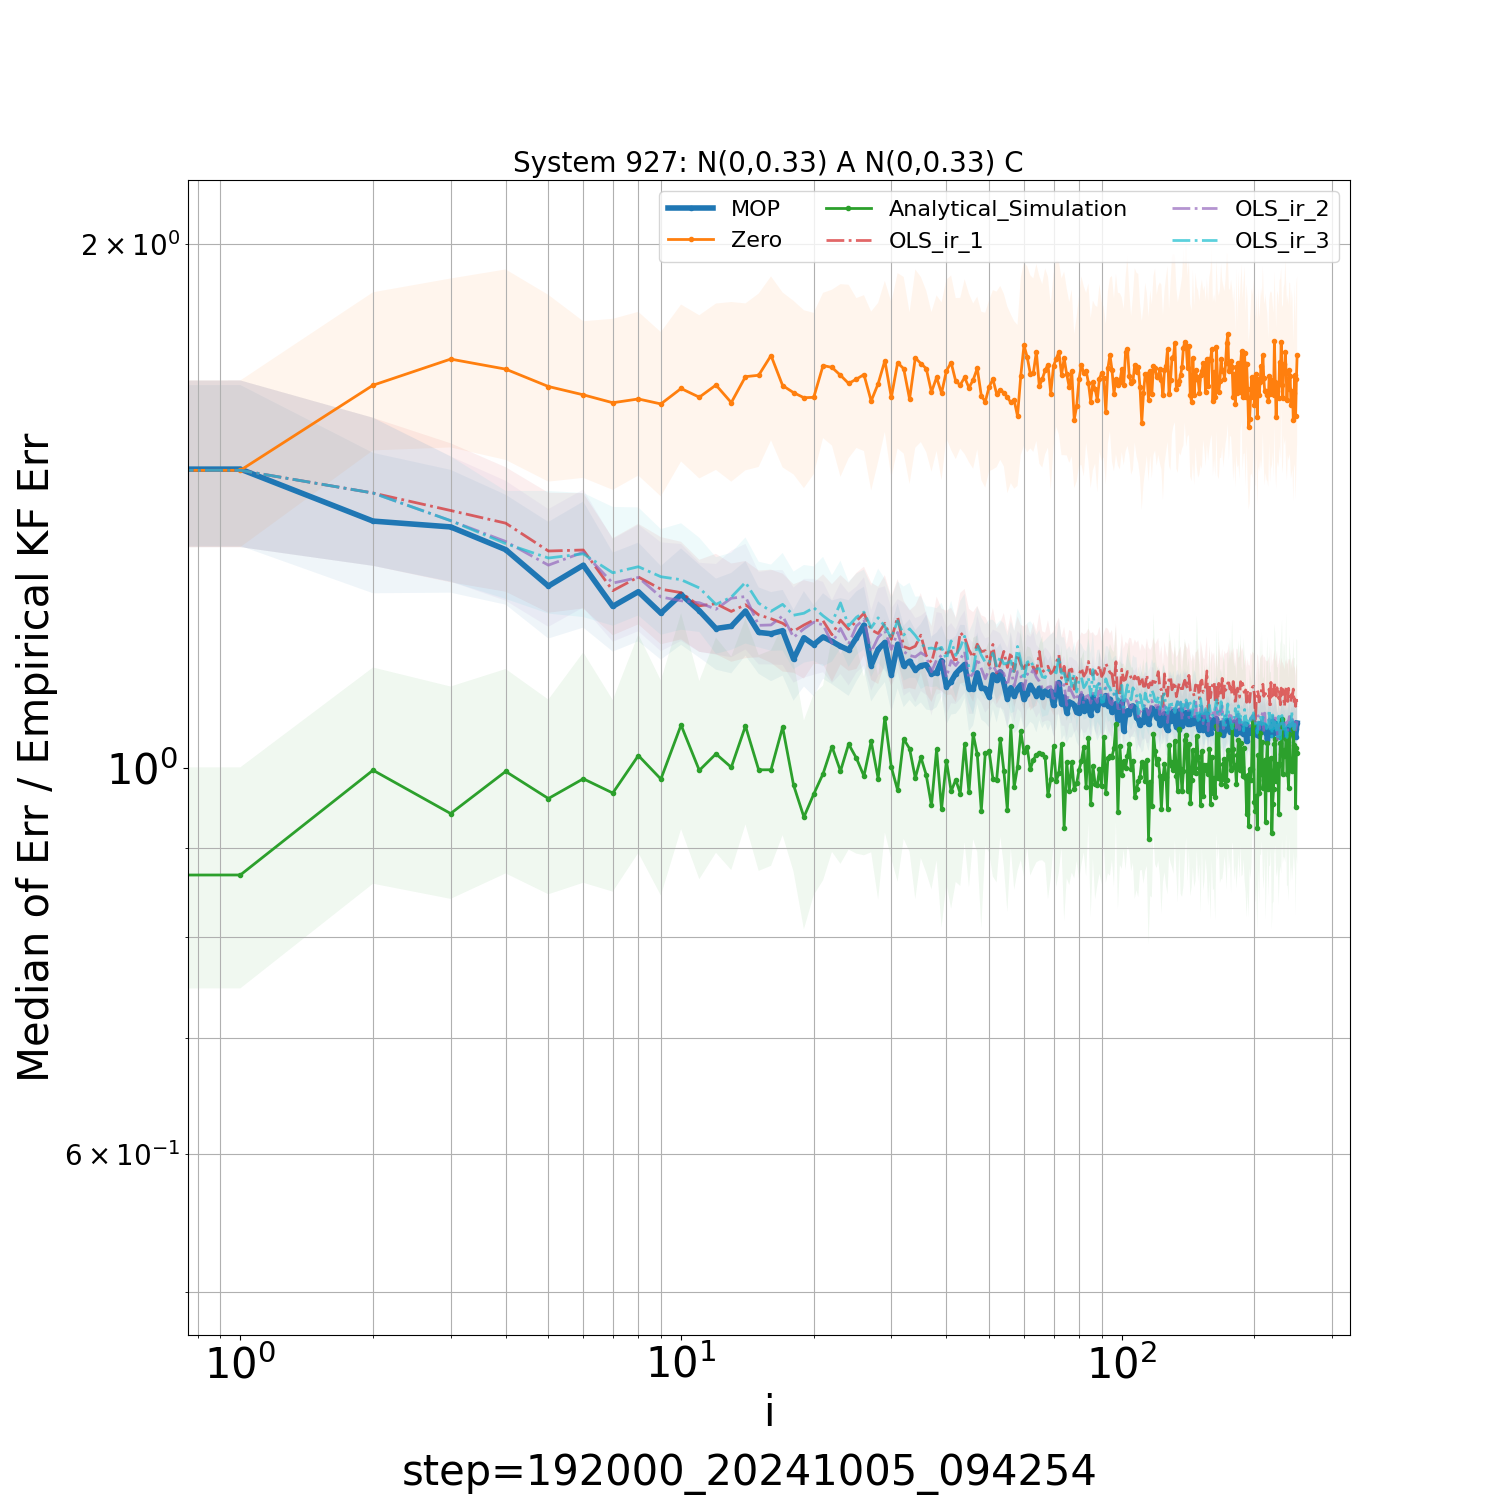 System 927: N(0,0.33) A N(0,0.33) C
MOP
Zero
Analytical_Simulation
OLS_ir_1
OLS_ir_2
OLS_ir_3
Median of Err / Empirical KF Err
2 × 10⁰
10⁰
6 × 10⁻¹
10⁰
10¹
10²
i
step=192000_20241005_094254